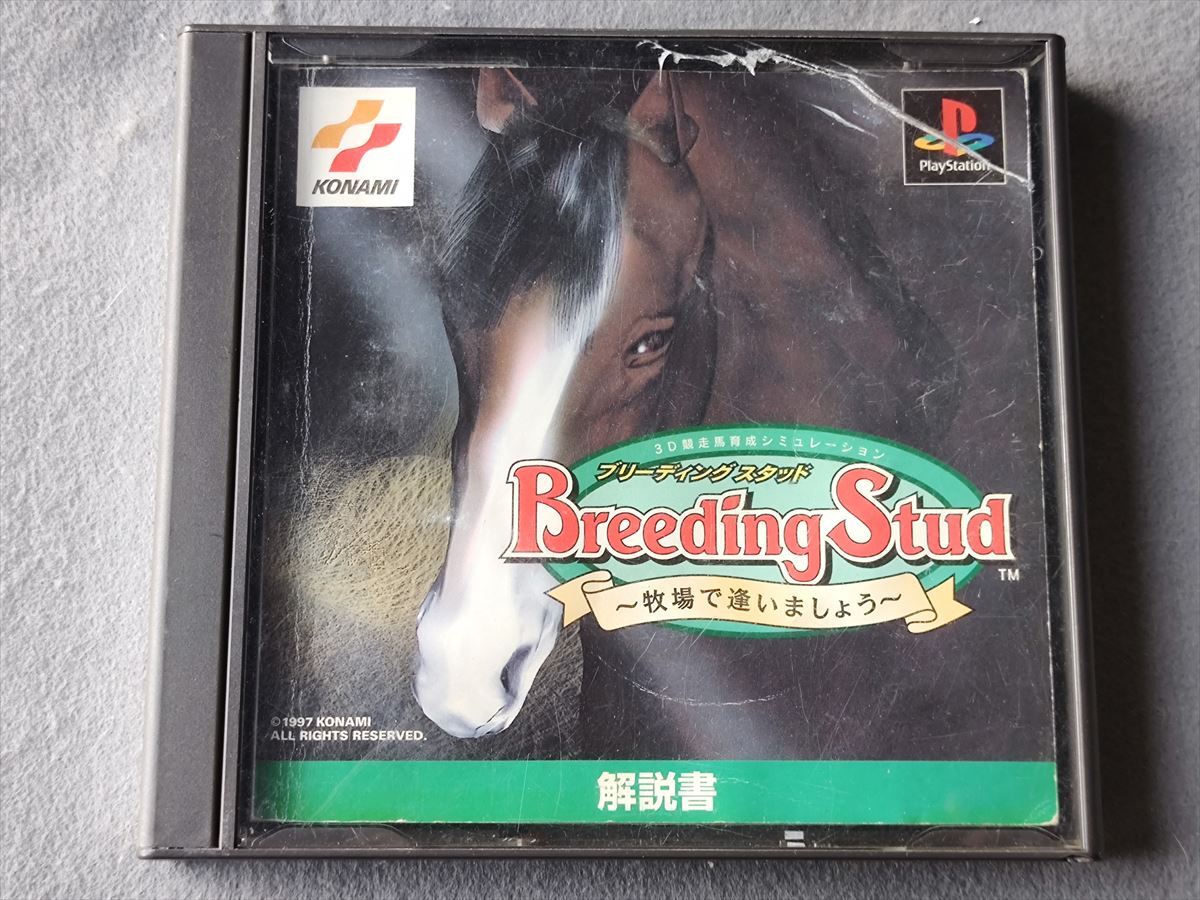 KONAMI
PlayStation
3D競走馬育成シミュレーション
ブリーディングスタッド
Breeding Stud
TM
～牧場で逢いましょう～
©1997 KONAMI
ALL RIGHTS RESERVED.
解説書